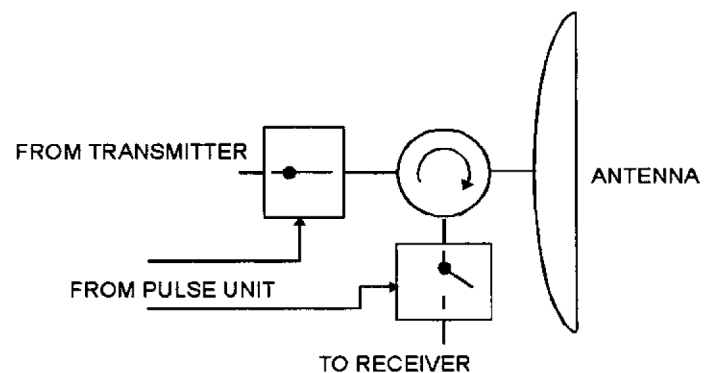 FROM TRANSMITTER
ANTENNA
FROM PULSE UNIT
TO RECEIVER